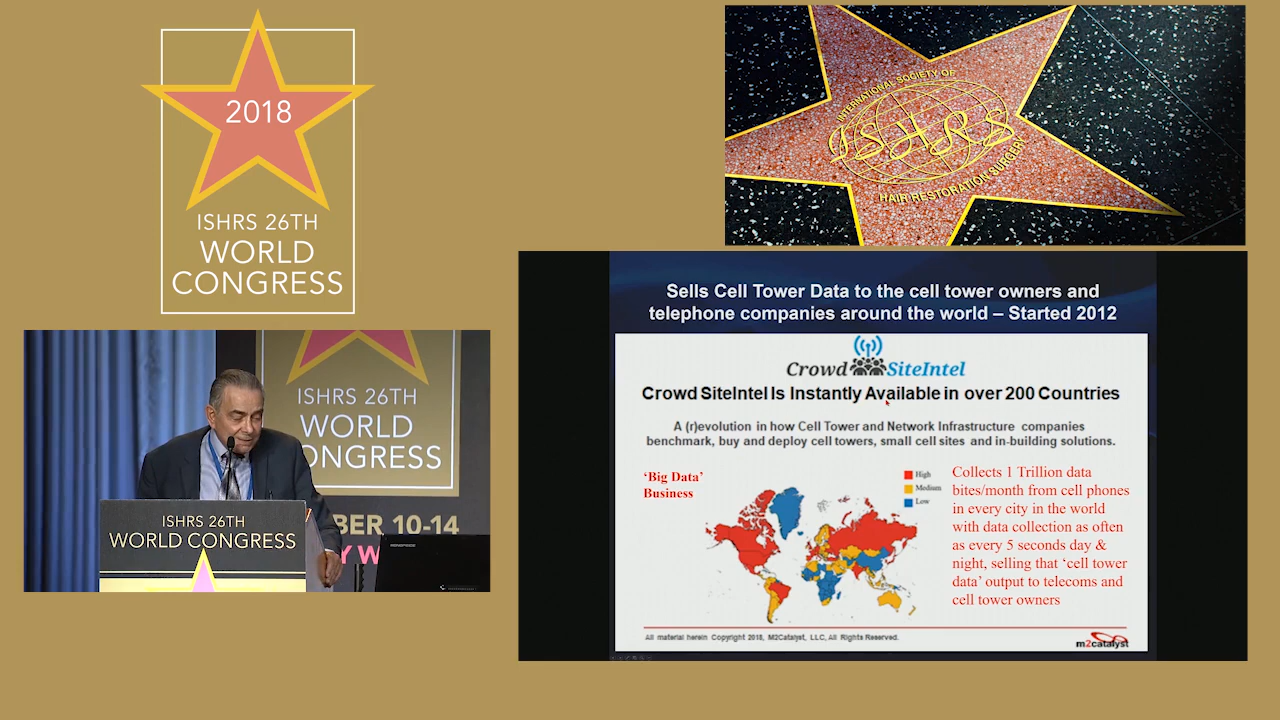 2018
ISHRS 26TH
WORLD
CONGRESS
INTERNATIONAL SOCIETY OF
ISHRS
HAIR RESTORATION SURGERY
ISHRS 26TH
WORLD
ONGRESS
BER 10-14
Y W
ISHRS 26TH
WORLD CONGRESS
Sells Cell Tower Data to the cell tower owners and
telephone companies around the world – Started 2012
Crowd SiteIntel
Crowd SiteIntel Is Instantly Available in over 200 Countries
A (r)evolution in how Cell Tower and Network Infrastructure companies
benchmark, buy and deploy cell towers, small cell sites and in-building solutions.
‘Big Data’
Business
High
Medium
Low
Collects 1 Trillion data
bites/month from cell phones
in every city in the world
with data collection as often
as every 5 seconds day &
night, selling that ‘cell tower
data’ output to telecoms and
cell tower owners
All material herein Copyright 2018, M2Catalyst, LLC, All Rights Reserved.
m2catalyst